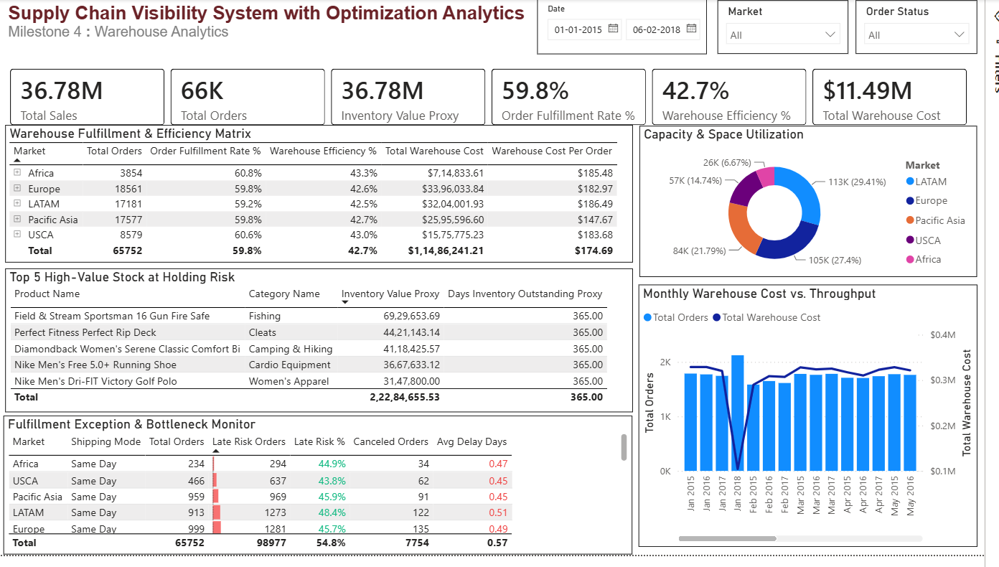 Supply Chain Visibility System with Optimization Analytics
Milestone 4 : Warehouse Analytics
Date
01-01-2015 06-02-2018
Market
All
Order Status
All
36.78M
Total Sales
66K
Total Orders
36.78M
Inventory Value Proxy
59.8%
Order Fulfillment Rate %
42.7%
Warehouse Efficiency %
$11.49M
Total Warehouse Cost
Warehouse Fulfillment & Efficiency Matrix
Market Total Orders Order Fulfillment Rate % Warehouse Efficiency % Total Warehouse Cost Warehouse Cost Per Order
Africa 3854 60.8% 43.3% $7,14,833.61 $185.48
Europe 18561 59.8% 42.6% $33,96,033.84 $182.97
LATAM 17181 59.2% 42.5% $32,04,001.93 $186.49
Pacific Asia 17577 59.8% 42.7% $25,95,596.60 $147.67
USCA 8579 60.6% 43.0% $15,75,775.23 $183.68
Total 65752 59.8% 42.7% $1,14,86,241.21 $174.69
Capacity & Space Utilization
26K (6.67%)
57K (14.74%)
113K (29.41%)
84K (21.79%)
105K (27.4%)
Market
LATAM
Europe
Pacific Asia
USCA
Africa
Top 5 High-Value Stock at Holding Risk
Product Name Category Name Inventory Value Proxy Days Inventory Outstanding Proxy
Field & Stream Sportsman 16 Gun Fire Safe Fishing 69,29,653.69 365.00
Perfect Fitness Perfect Rip Deck Cleats 44,21,143.14 365.00
Diamondback Women's Serene Classic Comfort Bi Camping & Hiking 41,18,425.57 365.00
Nike Men's Free 5.0+ Running Shoe Cardio Equipment 36,67,633.12 365.00
Nike Men's Dri-FIT Victory Golf Polo Women's Apparel 31,47,800.00 365.00
Total 2,22,84,655.53 365.00
Monthly Warehouse Cost vs. Throughput
Total Orders Total Warehouse Cost
Total Orders
2K
1K
0K
$0.4M
$0.3M
$0.2M
$0.1M
Total Warehouse Cost
Jan 2015
Jan 2016
Jan 2017
Jan 2018
Feb 2015
Feb 2016
Feb 2017
Mar 2015
Mar 2016
Mar 2017
Apr 2015
Apr 2016
Apr 2017
May 2015
May 2016
Fulfillment Exception & Bottleneck Monitor
Market Shipping Mode Total Orders Late Risk Orders Late Risk % Canceled Orders Avg Delay Days
Africa Same Day 234 294 44.9% 34 0.47
USCA Same Day 466 637 43.8% 62 0.45
Pacific Asia Same Day 959 969 45.9% 91 0.45
LATAM Same Day 913 1273 48.4% 122 0.51
Europe Same Day 999 1281 45.7% 135 0.49
Total 65752 98977 54.8% 7754 0.57